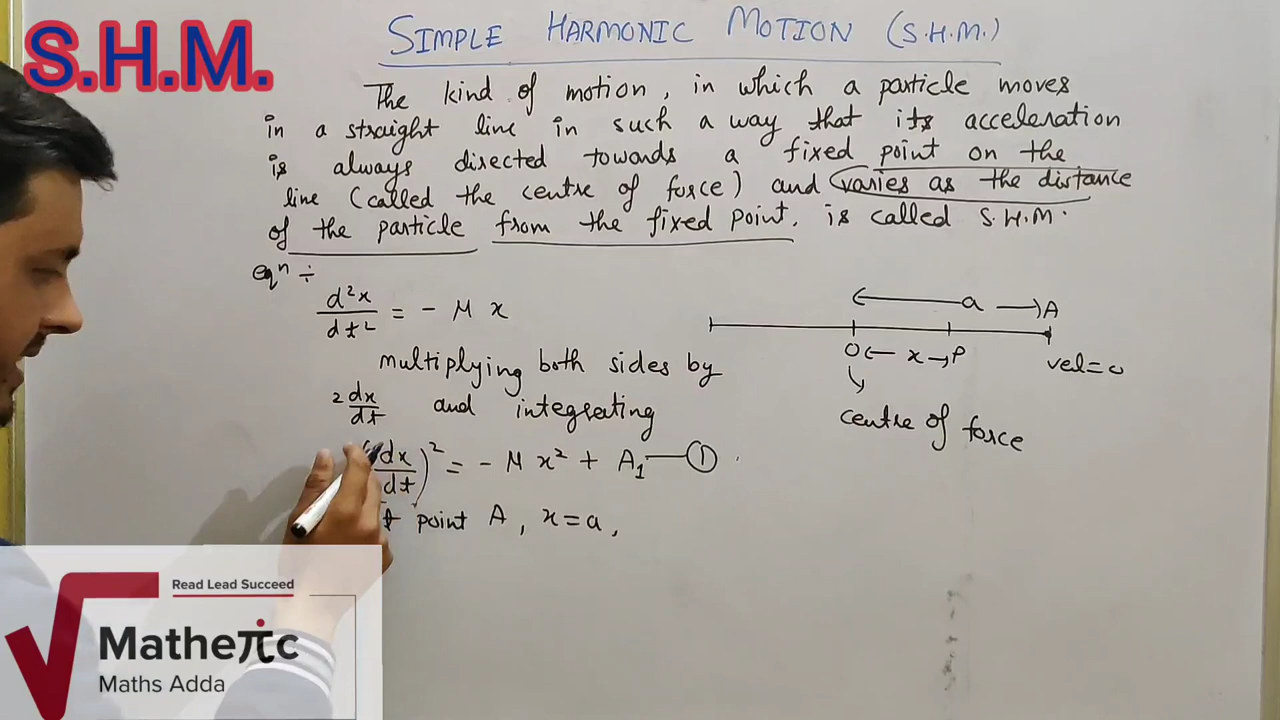 S.H.M.
SIMPLE HARMONIC MOTION (S.H.M.)
The kind of motion, in which a particle moves
in a straight line in such a way that its acceleration
is always directed towards a fixed point on the
line (called the centre of force) and varies as the distance
of the particle from the fixed point. is called S.H.M.
eqⁿ ÷
d²x/dt² = - μ x
multiplying both sides by
2 dx/dt and integrating
(dx/dt)² = - μ x² + A₁ — ①
point A, x = a,
a A
O x P vel = 0
centre of force
Read Lead Succeed
Matheπc
Maths Adda